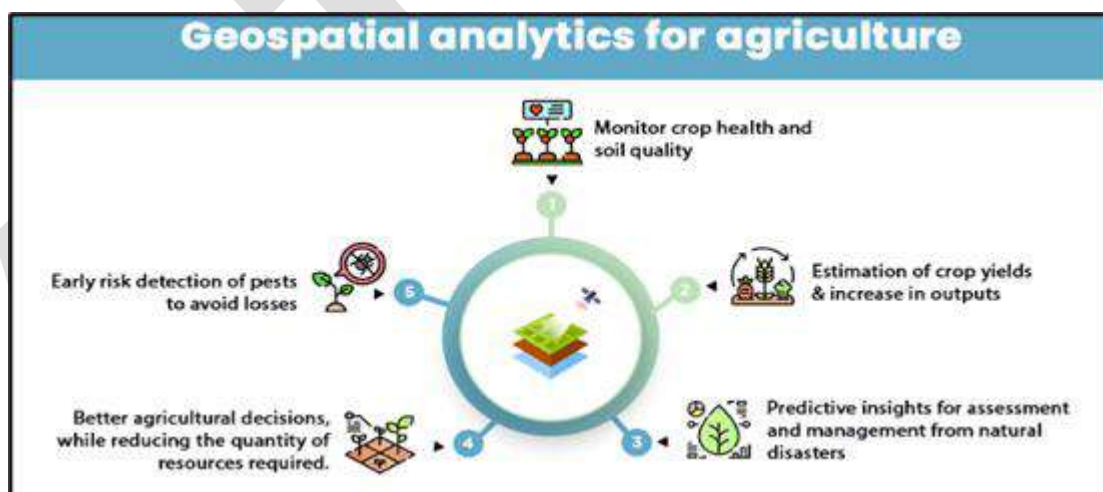 Geospatial analytics for agriculture
Monitor crop health and
soil quality
1
2
Estimation of crop yields
& increase in outputs
3
Predictive insights for assessment
and management from natural
disasters
4
Better agricultural decisions,
while reducing the quantity of
resources required.
5
Early risk detection of pests
to avoid losses